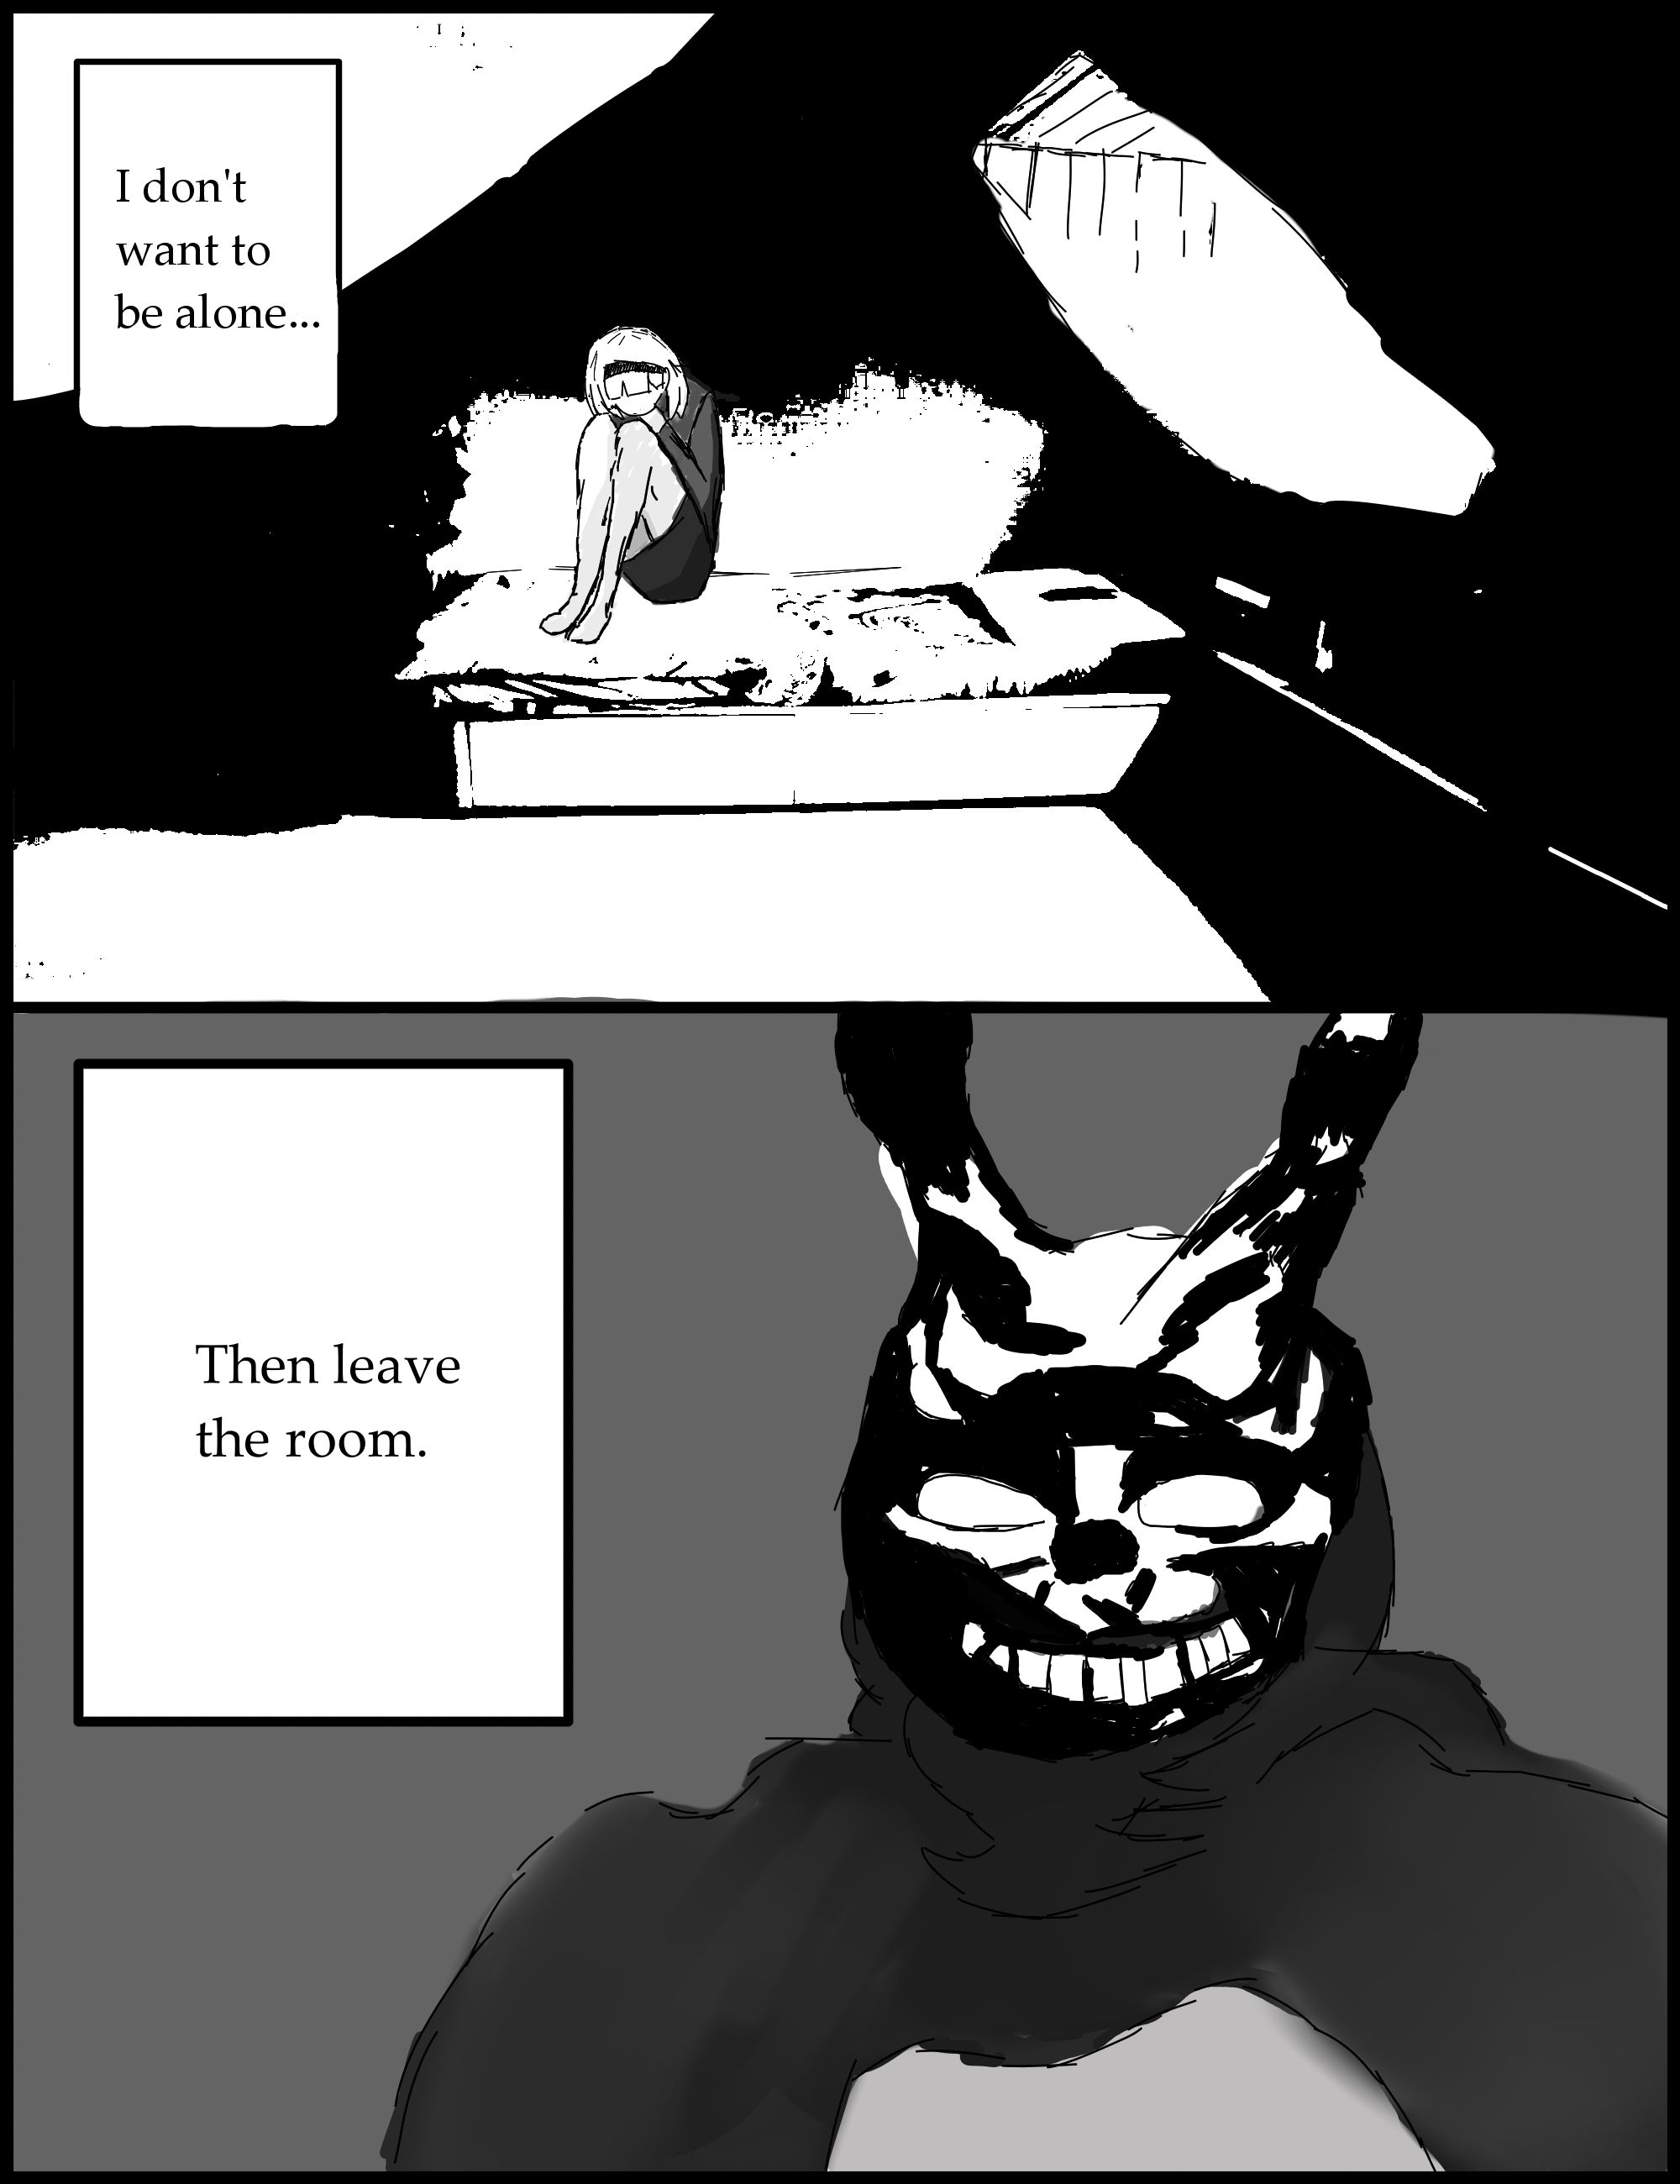 I don't
want to
be alone...
Then leave
the room.